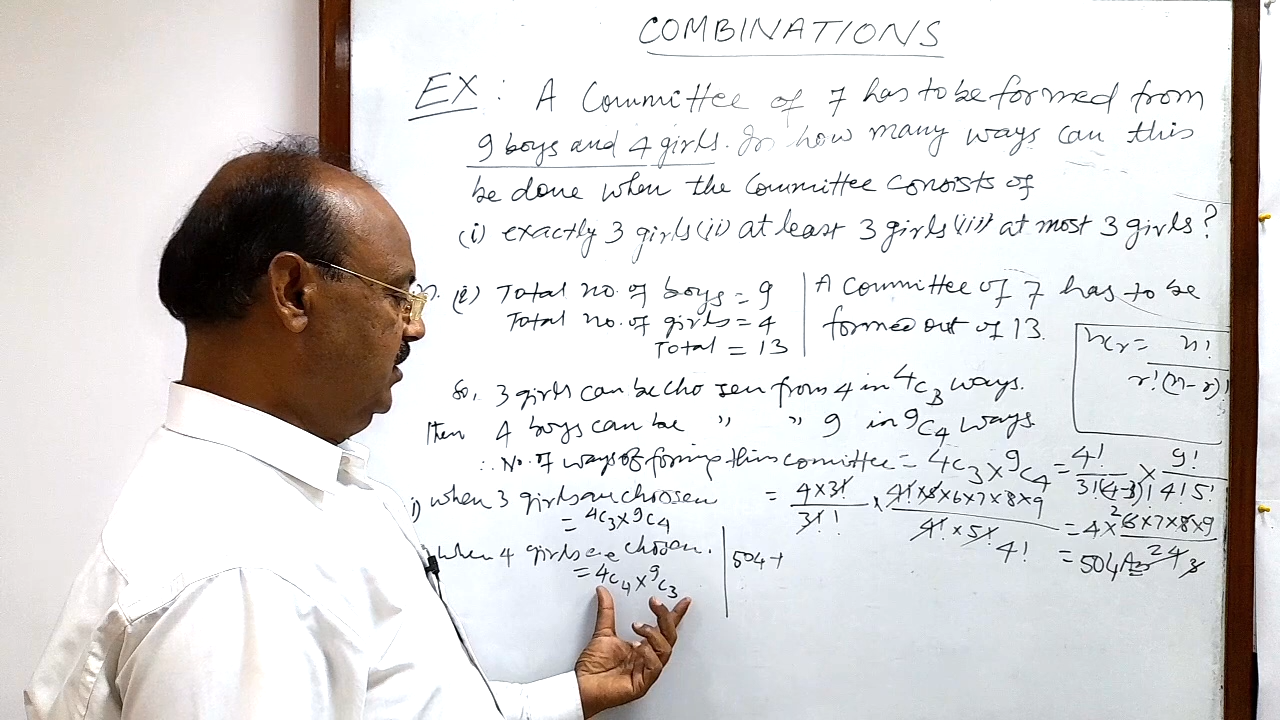 COMBINATIONS
EX: A Committee of 7 has to be formed from
9 boys and 4 girls. In how many ways can this
be done when the Committee consists of
(i) exactly 3 girls (ii) at least 3 girls (iii) at most 3 girls?
(i) Total no. of boys = 9
Total no. of girls = 4
Total = 13
A Committee of 7 has to be
formed out of 13.
nCr = n! / r!(n-r)!
So, 3 girls can be chosen from 4 in 4C3 ways.
Then 4 boys can be " " 9 in 9C4 ways.
∴ No. of ways of forming this comittee = 4C3 × 9C4 = 4! / 3!(4-3)! × 9! / 4! 5!
= 4×3! / 3! ! × 4!×5×6×7×8×9 / 4! × 5! 4!
= 4 × 6×7×8×9
= 504 Ans
i) when 3 girls are choosen
= 4C3 × 9C4
when 4 girls are chosen.
= 4C4 × 9C3
504 +